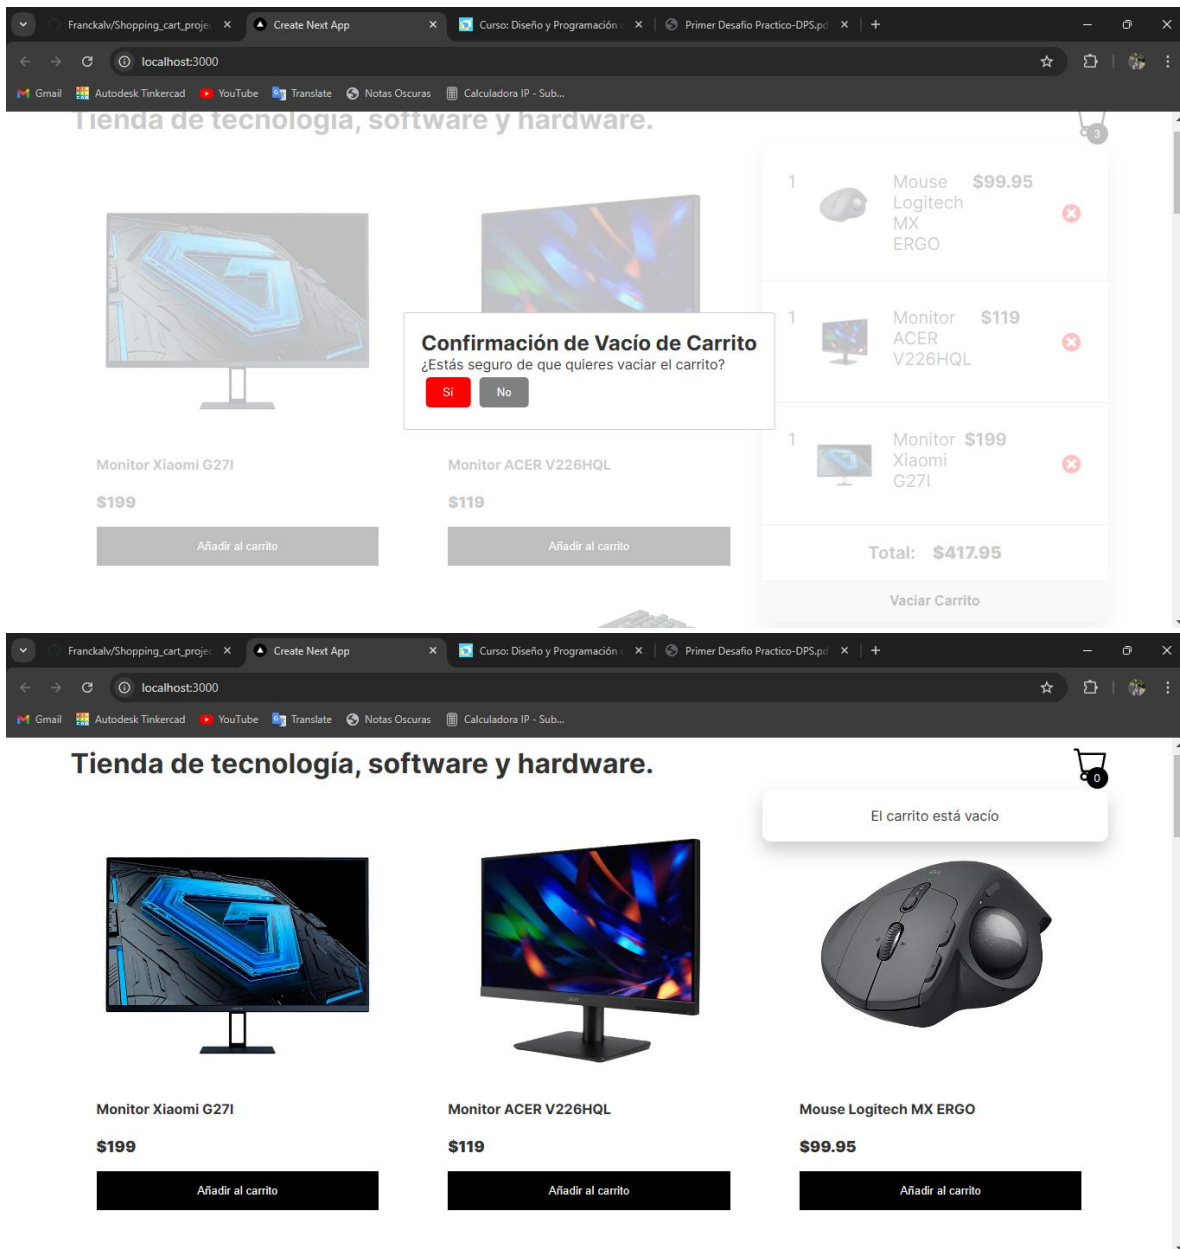 Franckalv/Shopping_cart_projec
Create Next App
Curso: Diseño y Programación
Primer Desafio Practico-DPS.pd
localhost:3000
Gmail
Autodesk Tinkercad
YouTube
Translate
Notas Oscuras
Calculadora IP - Sub...
Tienda de tecnología, software y hardware.
3
1
Mouse
Logitech
MX
ERGO
$99.95
1
Monitor
ACER
V226HQL
$119
1
Monitor
Xiaomi
G27I
$199
Total: $417.95
Vaciar Carrito
Confirmación de Vacío de Carrito
¿Estás seguro de que quieres vaciar el carrito?
Sí
No
Monitor Xiaomi G27I
$199
Añadir al carrito
Monitor ACER V226HQL
$119
Añadir al carrito
Franckalv/Shopping_cart_projec
Create Next App
Curso: Diseño y Programación
Primer Desafio Practico-DPS.pd
localhost:3000
Gmail
Autodesk Tinkercad
YouTube
Translate
Notas Oscuras
Calculadora IP - Sub...
Tienda de tecnología, software y hardware.
0
El carrito está vacío
Monitor Xiaomi G27I
$199
Añadir al carrito
Monitor ACER V226HQL
$119
Añadir al carrito
Mouse Logitech MX ERGO
$99.95
Añadir al carrito